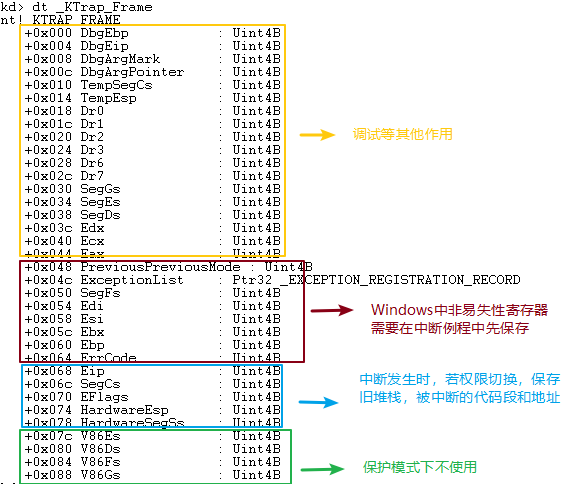 kd> dt _KTrap_Frame
nt!_KTRAP_FRAME
+0x000 DbgEbp : Uint4B
+0x004 DbgEip : Uint4B
+0x008 DbgArgMark : Uint4B
+0x00c DbgArgPointer : Uint4B
+0x010 TempSegCs : Uint4B
+0x014 TempEsp : Uint4B
+0x018 Dr0 : Uint4B
+0x01c Dr1 : Uint4B
+0x020 Dr2 : Uint4B
+0x024 Dr3 : Uint4B
+0x028 Dr6 : Uint4B
+0x02c Dr7 : Uint4B
+0x030 SegGs : Uint4B
+0x034 SegEs : Uint4B
+0x038 SegDs : Uint4B
+0x03c Edx : Uint4B
+0x040 Ecx : Uint4B
+0x044 Eax : Uint4B
调试等其他作用
+0x048 PreviousPreviousMode : Uint4B
+0x04c ExceptionList : Ptr32 _EXCEPTION_REGISTRATION_RECORD
+0x050 SegFs : Uint4B
+0x054 Edi : Uint4B
+0x058 Esi : Uint4B
+0x05c Ebx : Uint4B
+0x060 Ebp : Uint4B
+0x064 ErrCode : Uint4B
Windows中非易失性寄存器
需要在中断例程中先保存
+0x068 Eip : Uint4B
+0x06c SegCs : Uint4B
+0x070 EFlags : Uint4B
+0x074 HardwareEsp : Uint4B
+0x078 HardwareSegSs : Uint4B
中断发生时，若权限切换，保存
旧堆栈，被中断的代码段和地址
+0x07c V86Es : Uint4B
+0x080 V86Ds : Uint4B
+0x084 V86Fs : Uint4B
+0x088 V86Gs : Uint4B
保护模式下不使用